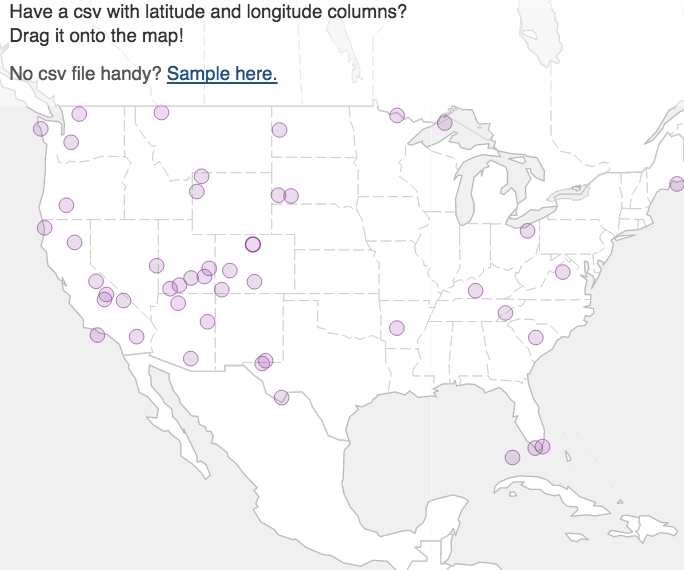 Have a csv with latitude and longitude columns?
Drag it onto the map!
No csv file handy? Sample here.